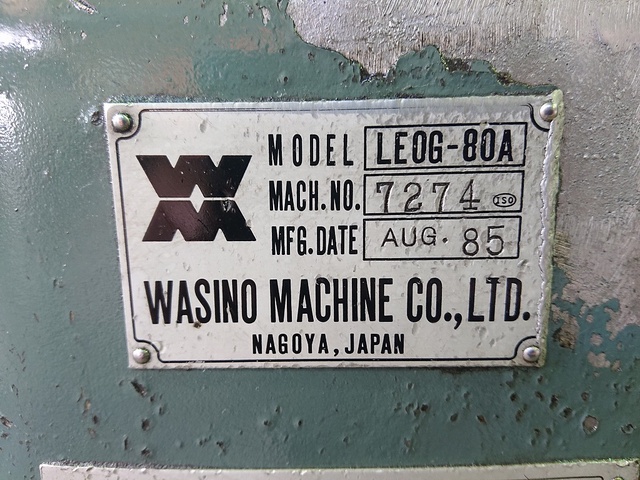 MODEL LEOG-80A
MACH.NO. 7274 ISO
MFG.DATE AUG. 85
WASINO MACHINE CO.,LTD.
NAGOYA, JAPAN